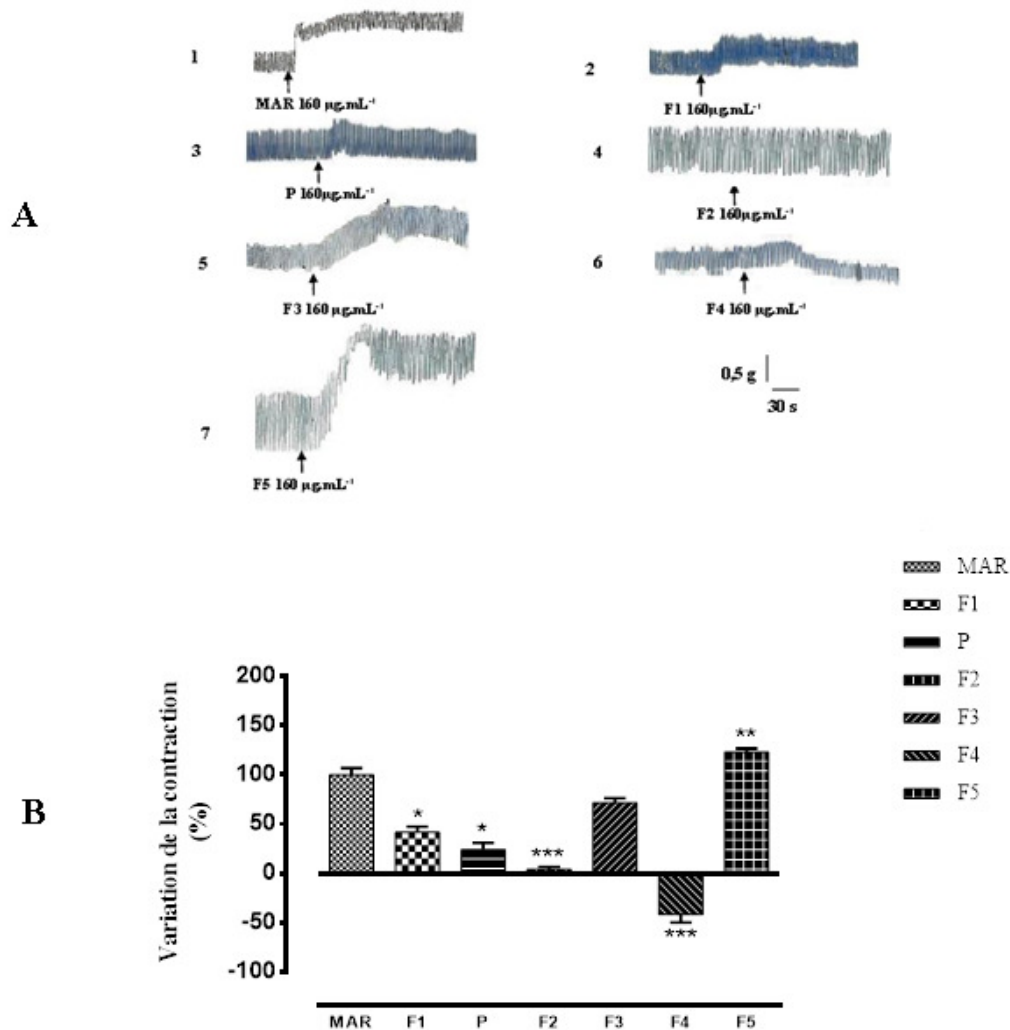 A
1
MAR 160 µg.mL⁻¹
2
F1 160µg.mL⁻¹
3
P 160µg.mL⁻¹
4
F2 160µg.mL⁻¹
5
F3 160 µg.mL⁻¹
6
F4 160 µg.mL⁻¹
7
F5 160 µg.mL⁻¹
0,5 g
30 s
B
Variation de la contraction
(%)
200
150
100
50
0
-50
-100
*
*
***
***
**
MAR F1 P F2 F3 F4 F5
MAR
F1
P
F2
F3
F4
F5